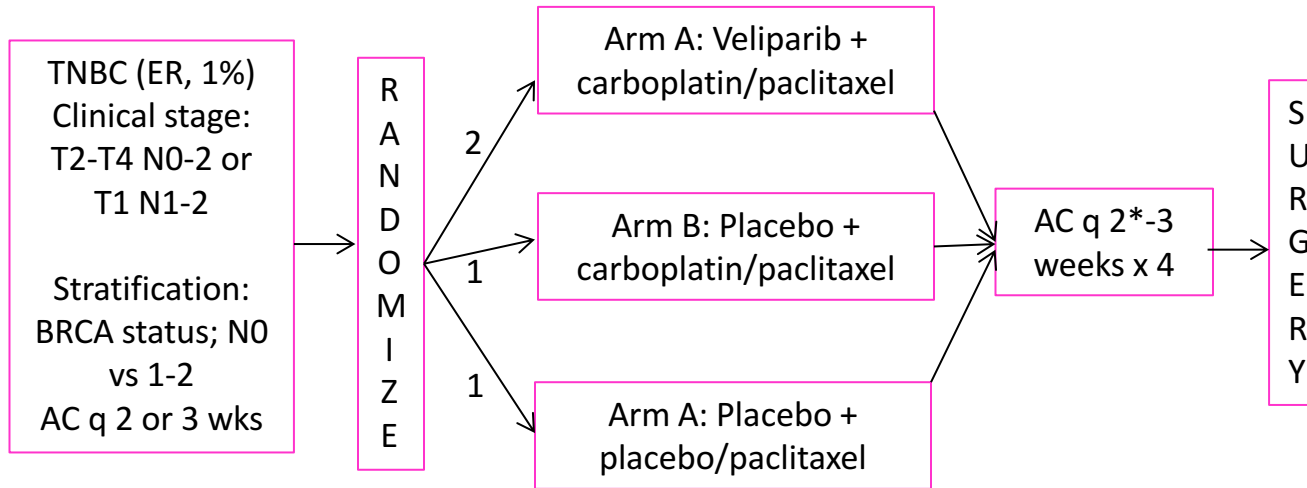 TNBC (ER, 1%)
Clinical stage:
T2-T4 N0-2 or
T1 N1-2
Stratification:
BRCA status; N0
vs 1-2
AC q 2 or 3 wks
R
A
N
D
O
M
I
Z
E
2
1
1
Arm A: Veliparib +
carboplatin/paclitaxel
Arm B: Placebo +
carboplatin/paclitaxel
Arm A: Placebo +
placebo/paclitaxel
AC q 2*-3
weeks x 4
S
U
R
G
E
R
Y